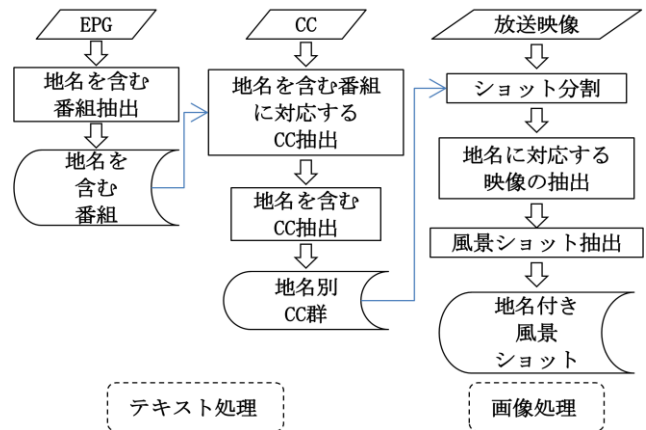 EPG
地名を含む
番組抽出
地名を
含む
番組
CC
地名を含む番組
に対応する
CC抽出
地名を含む
CC抽出
地名別
CC群
放送映像
ショット分割
地名に対応する
映像の抽出
風景ショット抽出
地名付き
風景
ショット
テキスト処理
画像処理